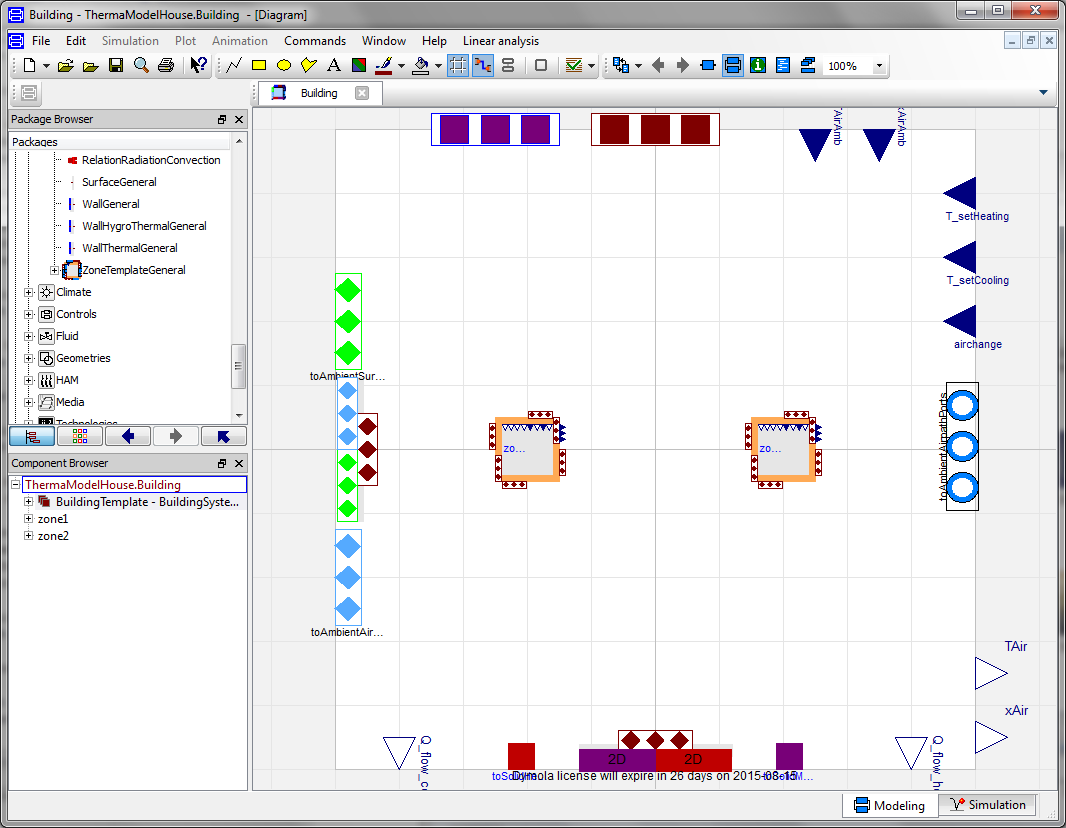 Building - ThermaModelHouse.Building - [Diagram]
File Edit Simulation Plot Animation Commands Window Help Linear analysis
100%
Building
Package Browser
Packages
RelationRadiationConvection
SurfaceGeneral
WallGeneral
WallHygroThermalGeneral
WallThermalGeneral
ZoneTemplateGeneral
Climate
Controls
Fluid
Geometries
HAM
Media
Component Browser
ThermaModelHouse.Building
BuildingTemplate - BuildingSyste...
zone1
zone2
AirAmb
xAirAmb
T_setHeating
T_setCooling
airchange
toAmbientSur...
zo...
zo...
toAmbientAirpathPorts
toAmbientAir...
TAir
xAir
Q_flow_c
2D
2D
Q_flow_h
Dymola license will expire in 26 days on 2015-08-15
Modeling
Simulation